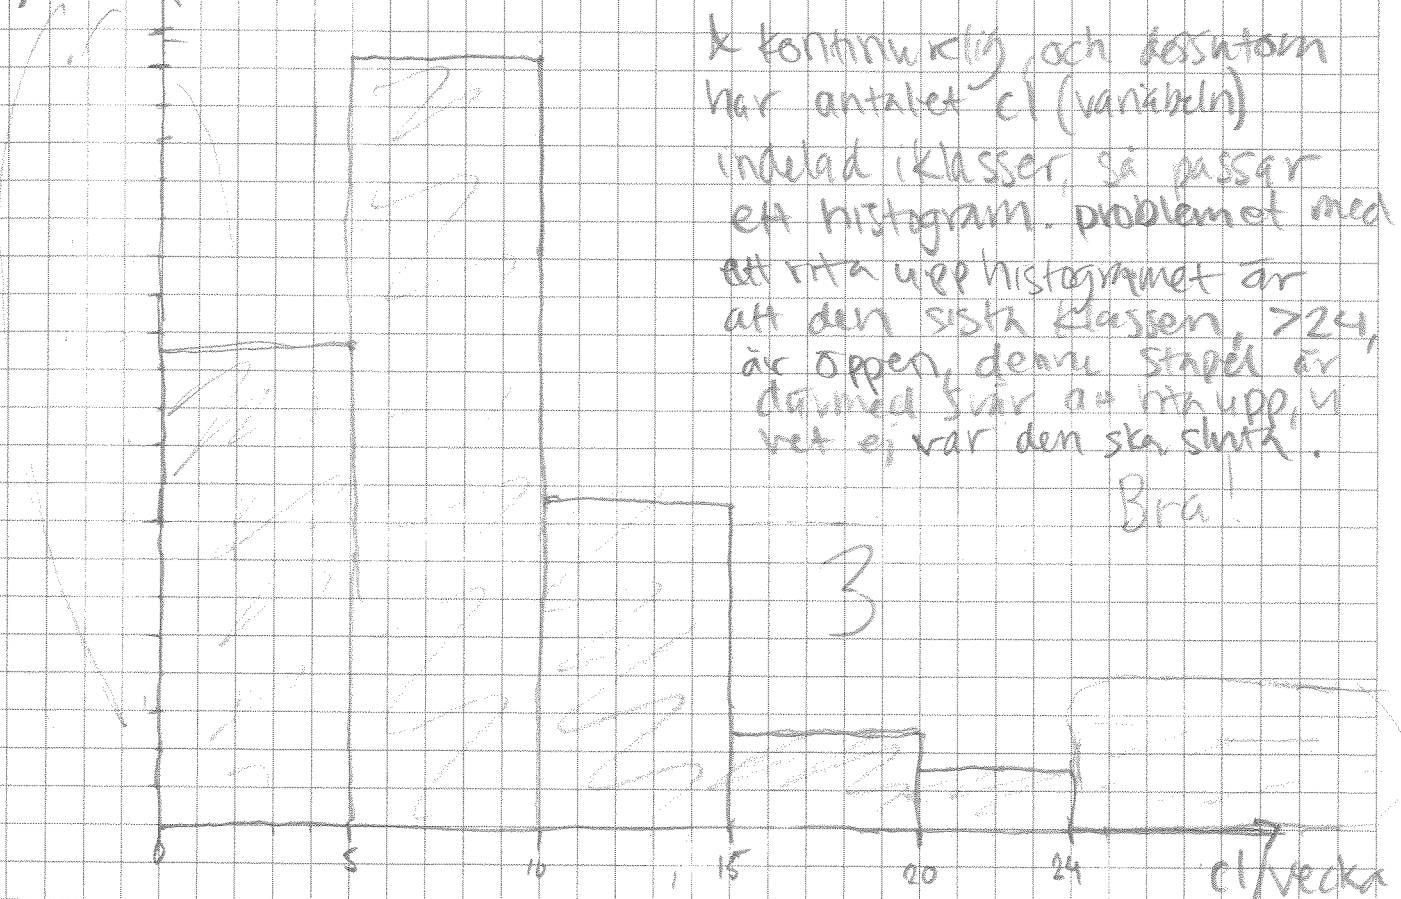 kontinuelig, och dessutom
har antalet cl (variabeln)
indelad i klasser, så passar
ett histogram. problemet med
att rita upp histogramet är
att den sista klassen, >24,
är öppen, denna stapel är
därmed svår att rita upp, vi
vet ej var den ska sluta.
Bra!
3
0 5 10 15 20 24
cl/vecka